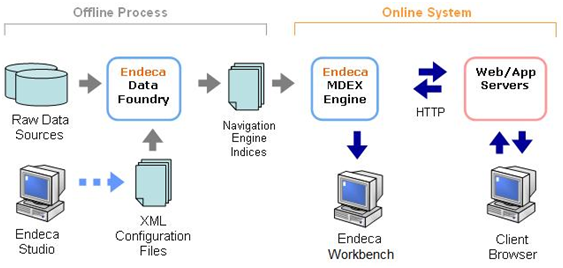 Offline Process
Online System
Raw Data
Sources
Endeca
Data
Foundry
Navigation
Engine
Indices
Endeca
MDEX
Engine
HTTP
Web/App
Servers
Endeca
Studio
XML
Configuration
Files
Endeca
Workbench
Client
Browser